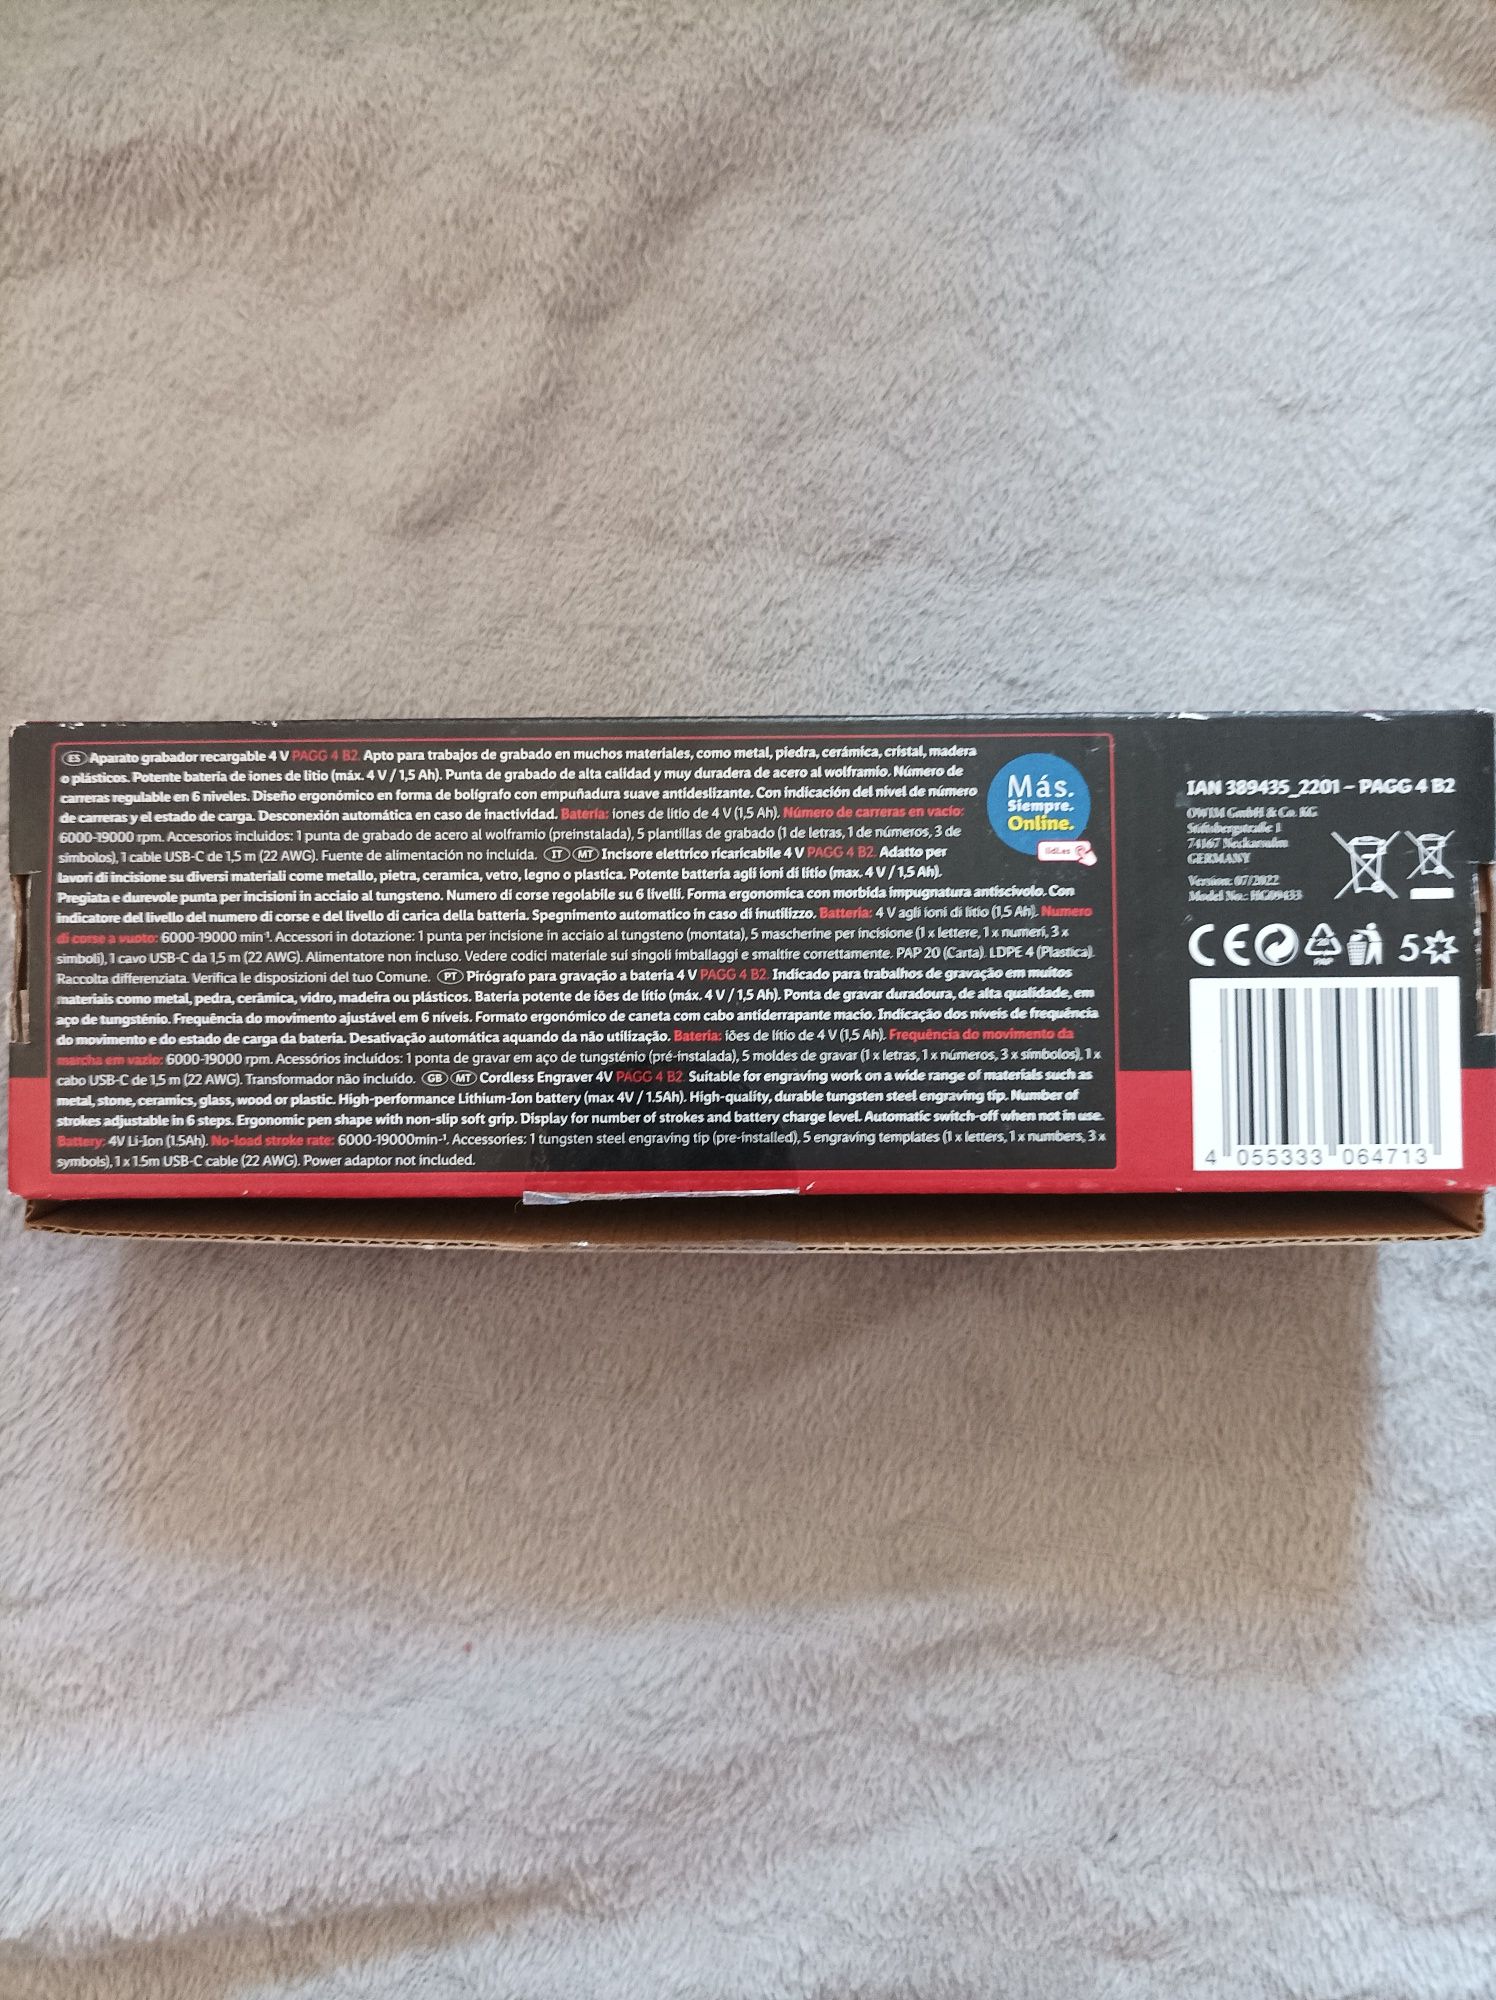 ES Aparato grabador recargable 4 V PAGG 4 B2. Apto para trabajos de grabado en muchos materiales, como metal, piedra, cerámica, cristal, madera
o plásticos. Potente batería de iones de litio (máx. 4 V / 1,5 Ah). Punta de grabado de alta calidad y muy duradera de acero al wolframio. Número de
carreras regulable en 6 niveles. Diseño ergonómico en forma de bolígrafo con empuñadura suave antideslizante. Con indicación del nivel de número
de carreras y el estado de carga. Desconexión automática en caso de inactividad. Batería: iones de litio de 4 V (1,5 Ah). Número de carreras en vacío:
6000-19000 rpm. Accesorios incluidos: 1 punta de grabado de acero al wolframio (preinstalada), 5 plantillas de grabado (1 de letras, 1 de números, 3 de
símbolos), 1 cable USB-C de 1,5 m (22 AWG). Fuente de alimentación no incluida. IT MT Incisore elettrico ricaricabile 4 V PAGG 4 B2. Adatto per
lavori di incisione su diversi materiali come metallo, pietra, ceramica, vetro, legno o plastica. Potente batteria agli ioni di litio (max. 4 V / 1,5 Ah).
Pregiata e durevole punta per incisioni in acciaio al tungsteno. Numero di corse regolabile su 6 livelli. Forma ergonomica con morbida impugnatura antiscivolo. Con
indicatore del livello del numero di corse e del livello di carica della batteria. Spegnimento automatico in caso di inutilizzo. Batteria: 4 V agli ioni di litio (1,5 Ah). Numero
di corse a vuoto: 6000-19000 min⁻¹. Accessori in dotazione: 1 punta per incisione in acciaio al tungsteno (montata), 5 mascherine per incisione (1 x lettere, 1 x numeri, 3 x
simboli), 1 cavo USB-C da 1,5 m (22 AWG). Alimentatore non incluso. Vedere codici materiale sui singoli imballaggi e smaltire correttamente. PAP 20 (Carta). LDPE 4 (Plastica).
Raccolta differenziata. Verifica le disposizioni del tuo Comune. PT Pirógrafo para gravação a bateria 4 V PAGG 4 B2. Indicado para trabalhos de gravação em muitos
materiais como metal, pedra, cerâmica, vidro, madeira ou plásticos. Bateria potente de iões de lítio (máx. 4 V / 1,5 Ah). Ponta de gravar duradoura, de alta qualidade, em
aço de tungsténio. Frequência do movimento ajustável em 6 níveis. Formato ergonómico de caneta com cabo antiderrapante macio. Indicação dos níveis de frequência
do movimento e do estado de carga da bateria. Desativação automática aquando da não utilização. Bateria: iões de lítio de 4 V (1,5 Ah). Frequência do movimento da
marcha em vazio: 6000-19000 rpm. Acessórios incluídos: 1 ponta de gravar em aço de tungsténio (pré-instalada), 5 moldes de gravar (1 x letras, 1 x números, 3 x símbolos), 1 x
cabo USB-C de 1,5 m (22 AWG). Transformador não incluído. GB MT Cordless Engraver 4V PAGG 4 B2. Suitable for engraving work on a wide range of materials such as
metal, stone, ceramics, glass, wood or plastic. High-performance Lithium-Ion battery (max 4V / 1.5Ah). High-quality, durable tungsten steel engraving tip. Number of
strokes adjustable in 6 steps. Ergonomic pen shape with non-slip soft grip. Display for number of strokes and battery charge level. Automatic switch-off when not in use.
Battery: 4V Li-Ion (1.5Ah). No-load stroke rate: 6000-19000min⁻¹. Accessories: 1 tungsten steel engraving tip (pre-installed), 5 engraving templates (1 x letters, 1 x numbers, 3 x
symbols), 1 x 1.5m USB-C cable (22 AWG). Power adaptor not included.
Más.
Siempre.
Online.
lidl.es
IAN 389435_2201 – PAGG 4 B2
OWIM GmbH & Co. KG
Stiftsbergstraße 1
74167 Neckarsulm
GERMANY
Version: 07/2022
Model No.: HG09433
CE
20
PAP
5
4 055333 064713